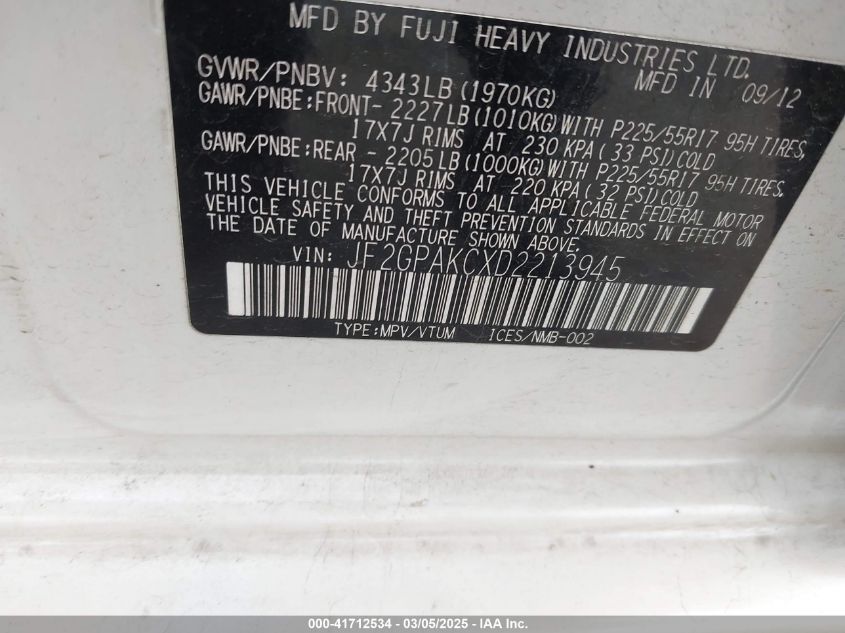 MFD BY FUJI HEAVY INDUSTRIES LTD.
GVWR/PNBV: 4343LB (1970KG) MFD IN 09/12
GAWR/PNBE:FRONT- 2227LB (1010KG) WITH P225/55R17 95H TIRES,
17X7J RIMS AT 230 KPA ( 33 PSI) COLD
GAWR/PNBE:REAR - 2205LB (1000KG) WITH P225/55R17 95H TIRES,
17X7J RIMS AT 220 KPA ( 32 PSI) COLD
THIS VEHICLE CONFORMS TO ALL APPLICABLE FEDERAL MOTOR
VEHICLE SAFETY AND THEFT PREVENTION STANDARDS IN EFFECT ON
THE DATE OF MANUFACTURE SHOWN ABOVE.
VIN: JF2GPAKCXD2213945
TYPE:MPV/VTUM ICES/NMB-002
000-41712534 - 03/05/2025 - Copyright © IAA, Inc.